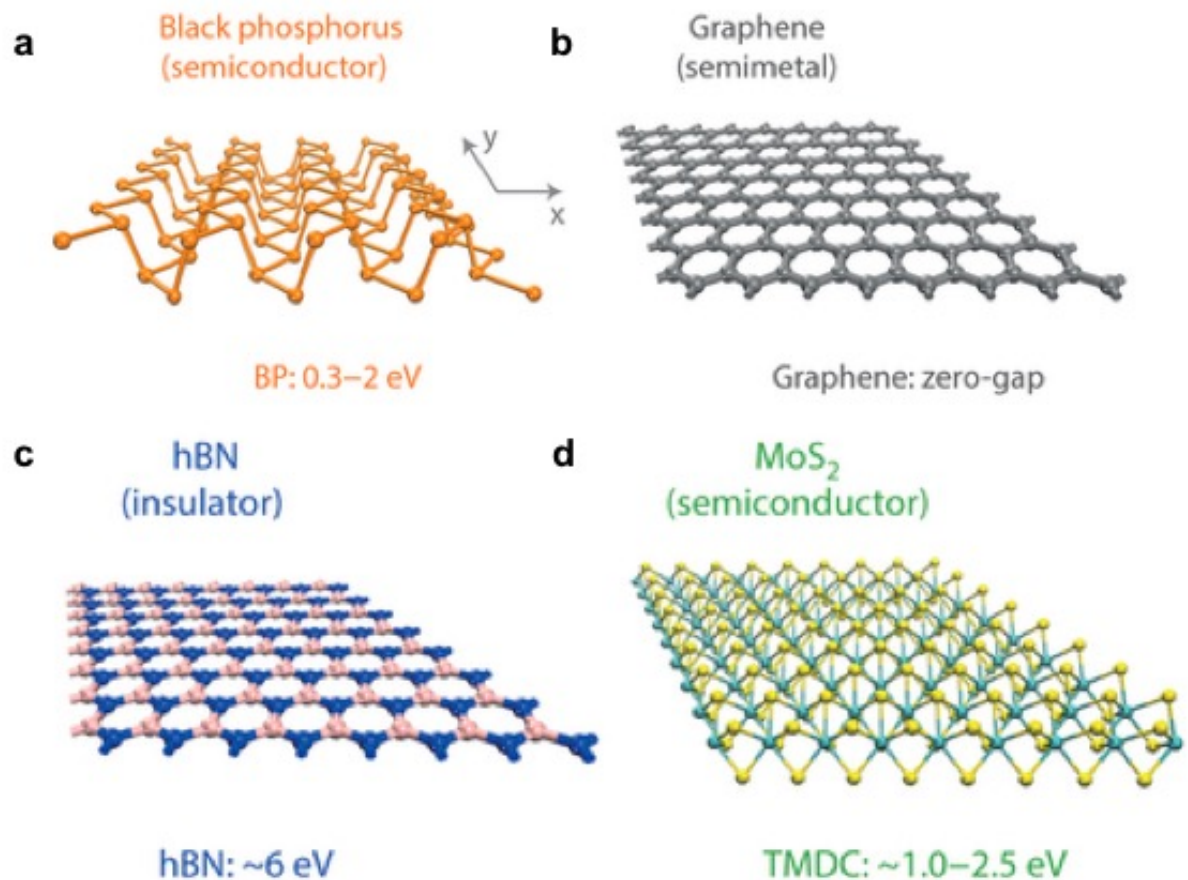 a
Black phosphorus
(semiconductor)
y
x
BP: 0.3–2 eV
b
Graphene
(semimetal)
Graphene: zero-gap
c
hBN
(insulator)
hBN: ~6 eV
d
MoS₂
(semiconductor)
TMDC: ~1.0–2.5 eV